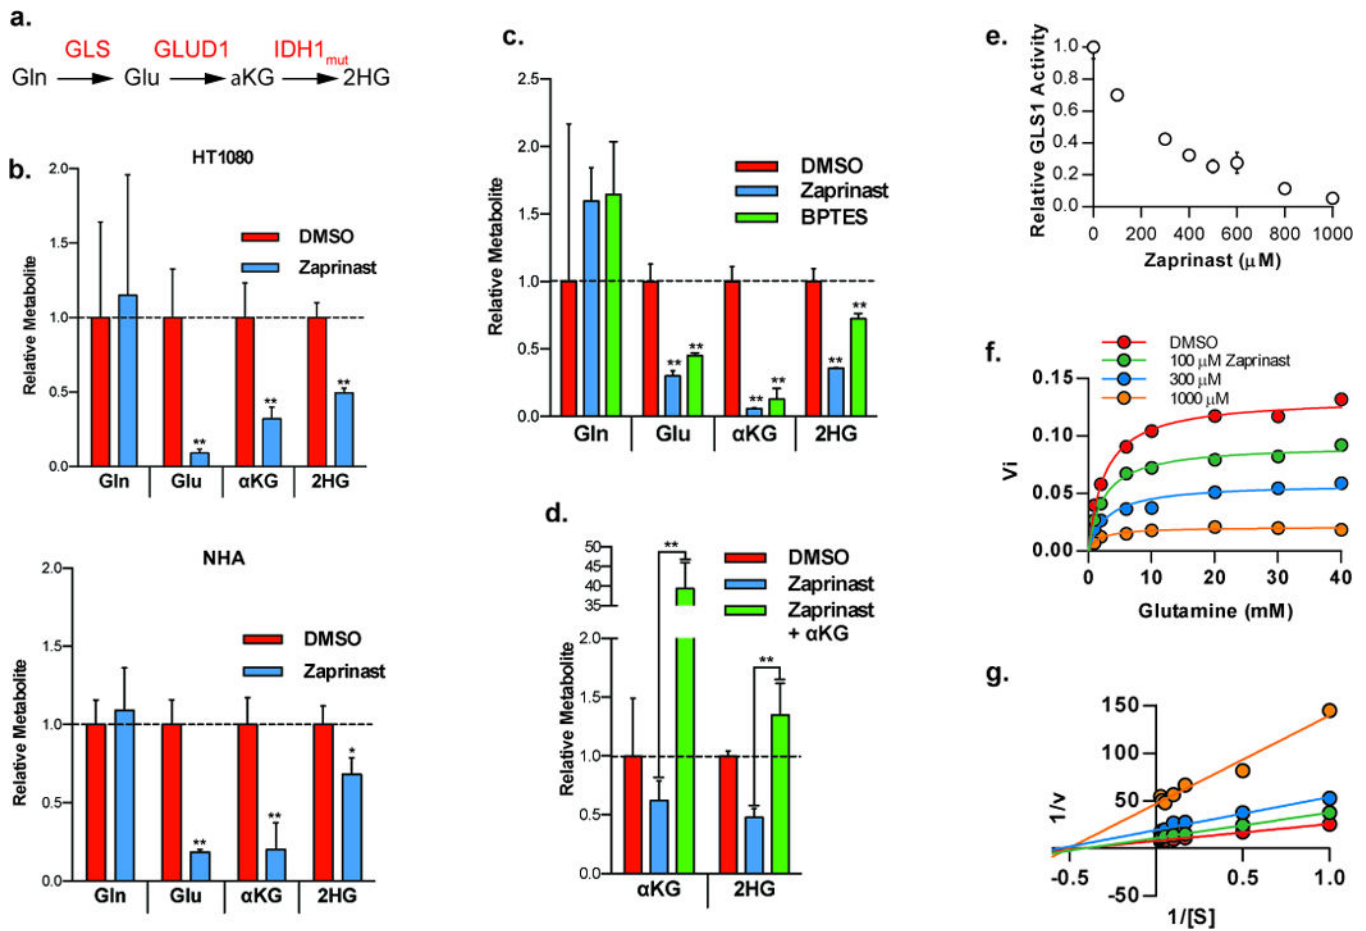 a.
GLS GLUD1 IDH1mut
Gln Glu aKG 2HG
b.
HT1080
Relative Metabolite
2.0
1.5
1.0
0.5
0.0
DMSO
Zaprinast
** ** **
Gln Glu αKG 2HG
NHA
Relative Metabolite
2.0
1.5
1.0
0.5
0.0
DMSO
Zaprinast
** ** *
Gln Glu αKG 2HG
c.
Relative Metabolite
2.5
2.0
1.5
1.0
0.5
0.0
DMSO
Zaprinast
BPTES
** ** ** ** ** **
Gln Glu αKG 2HG
d.
Relative Metabolite
50
45
40
35
2.0
1.5
1.0
0.5
0.0
DMSO
Zaprinast
Zaprinast
+ αKG
** **
αKG 2HG
e.
Relative GLS1 Activity
1.0
0.8
0.6
0.4
0.2
0.0
0 200 400 600 800 1000
Zaprinast (μM)
f.
DMSO
100 μM Zaprinast
300 μM
1000 μM
Vi
0.15
0.10
0.05
0.00
0 10 20 30 40
Glutamine (mM)
g.
1/v
150
100
50
-50
-0.5 0.5 1.0
1/[S]